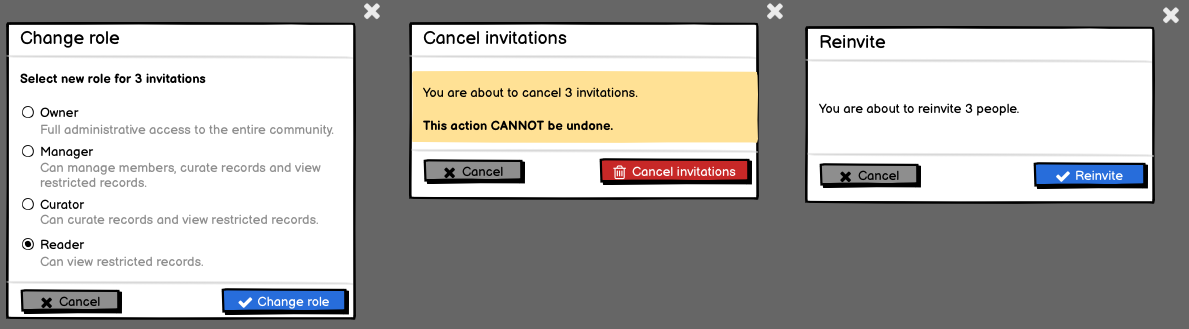 Change role
Select new role for 3 invitations
Owner
Full administrative access to the entire community.
Manager
Can manage members, curate records and view
restricted records.
Curator
Can curate records and view restricted records.
Reader
Can view restricted records.
Cancel
Change role
Cancel invitations
You are about to cancel 3 invitations.
This action CANNOT be undone.
Cancel
Cancel invitations
Reinvite
You are about to reinvite 3 people.
Cancel
Reinvite